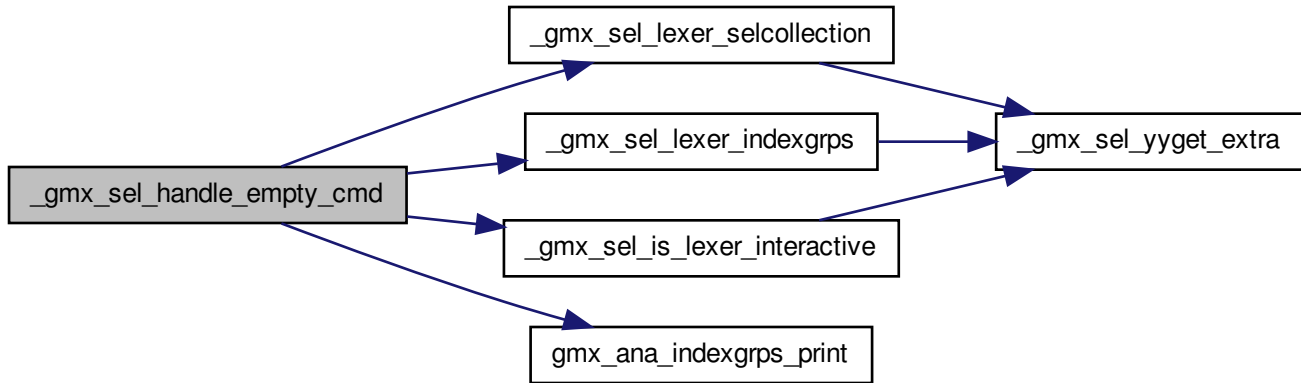 _gmx_sel_lexer_selcollection
_gmx_sel_lexer_indexgrps
_gmx_sel_yyget_extra
_gmx_sel_handle_empty_cmd
_gmx_sel_is_lexer_interactive
gmx_ana_indexgrps_print